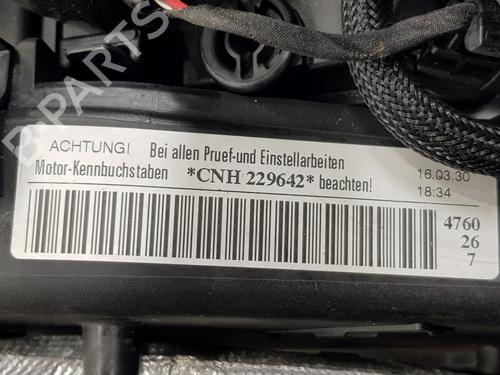 B-PARTS
ACHTUNG! Bei allen Pruef-und Einstellarbeiten
Motor-Kennbuchstaben *CNH 229642* beachten!
16.03.30
18:34
4760
26
7